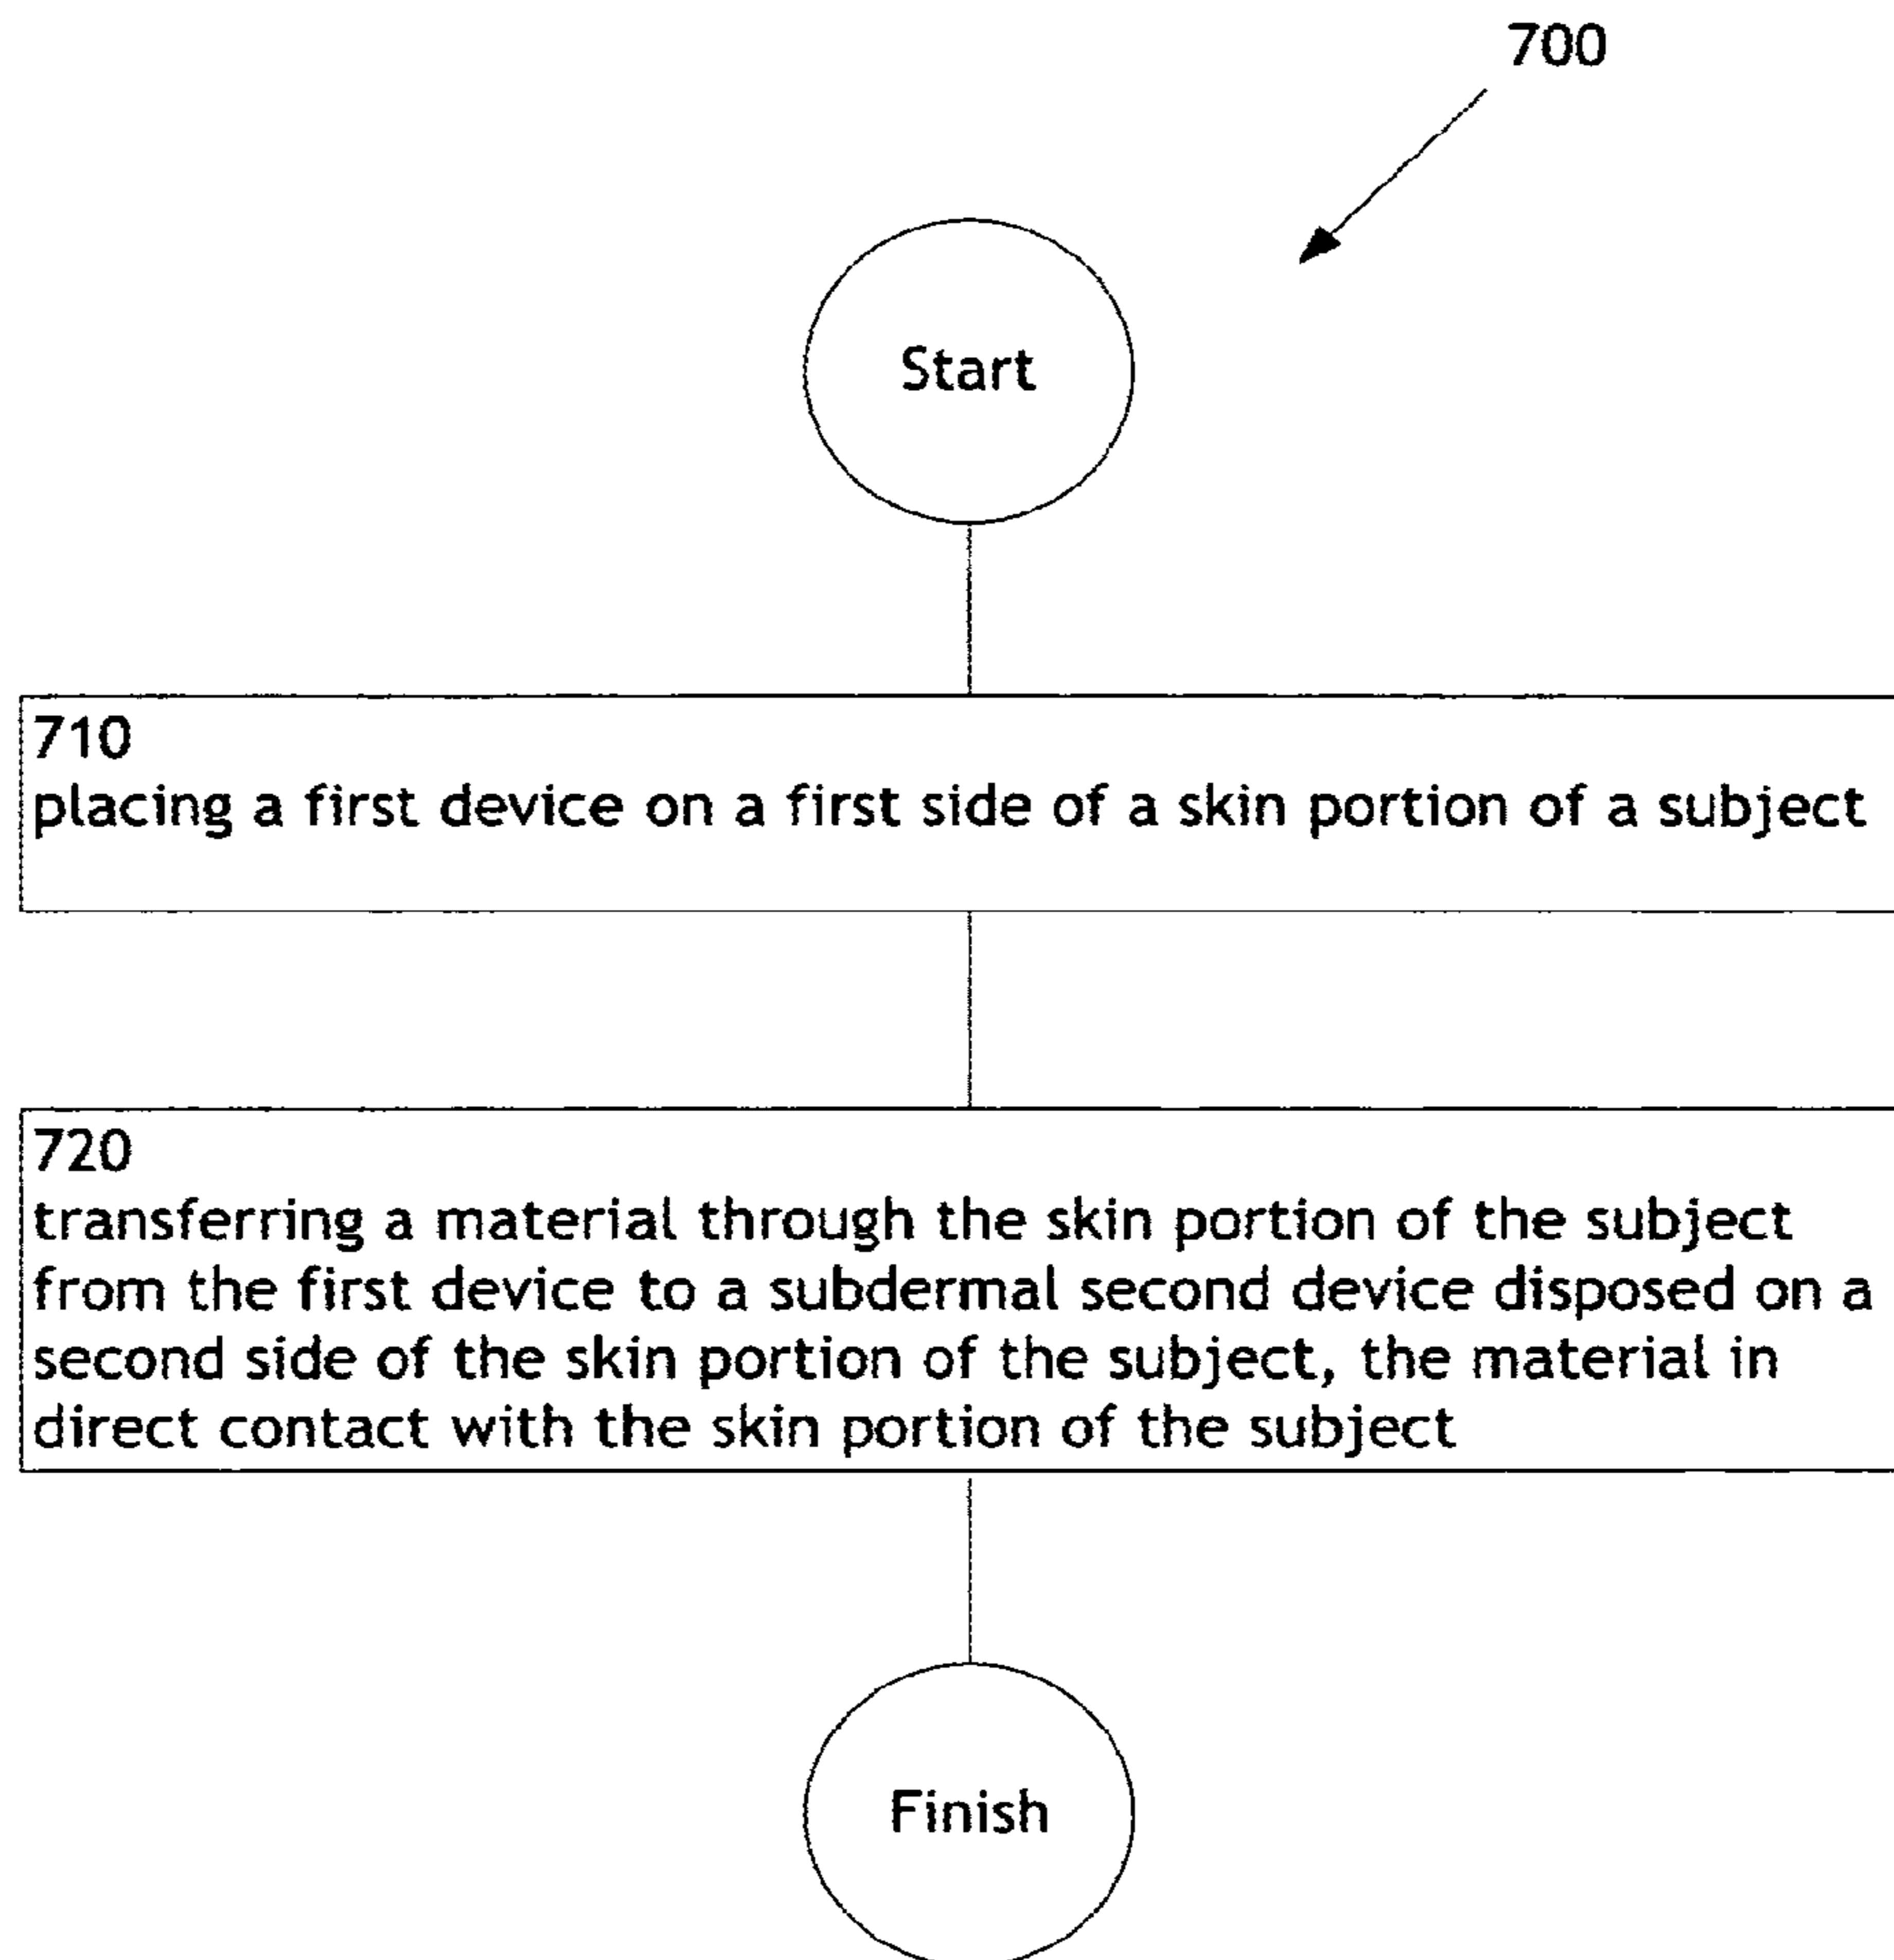 700
Start
710
placing a first device on a first side of a skin portion of a subject
720
transferring a material through the skin portion of the subject
from the first device to a subdermal second device disposed on a
second side of the skin portion of the subject, the material in
direct contact with the skin portion of the subject
Finish